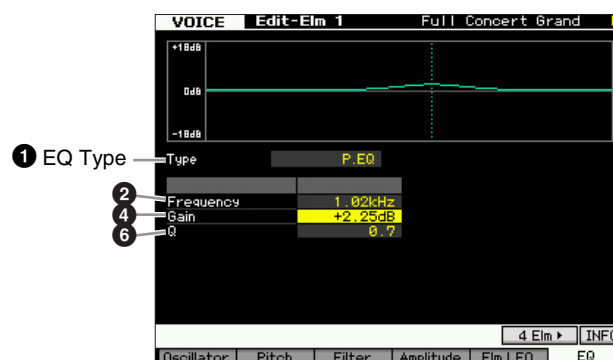 VOICE Edit-Elm 1 Full Concert Grand
+18dB
0dB
-18dB
1 EQ Type
Type P.EQ
2 Frequency 1.02kHz
4 Gain +2.25dB
6 Q 0.7
4 Elm ▸ INFO
Oscillator Pitch Filter Amplitude Elm LFO EQ